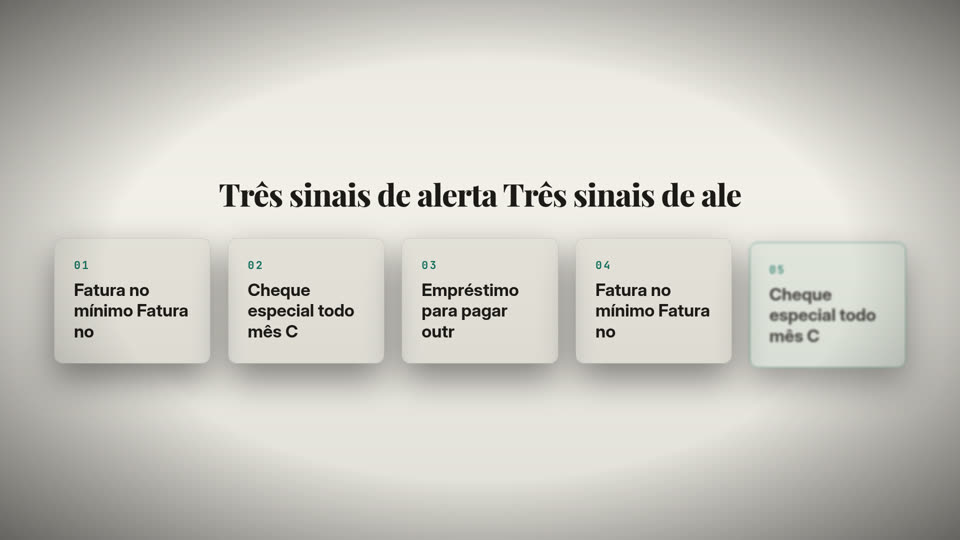 Três sinais de alerta Três sinais de ale
01
Fatura no
mínimo Fatura
no
02
Cheque
especial todo
mês C
03
Empréstimo
para pagar
outr
04
Fatura no
mínimo Fatura
no
05
Cheque
especial todo
mês C